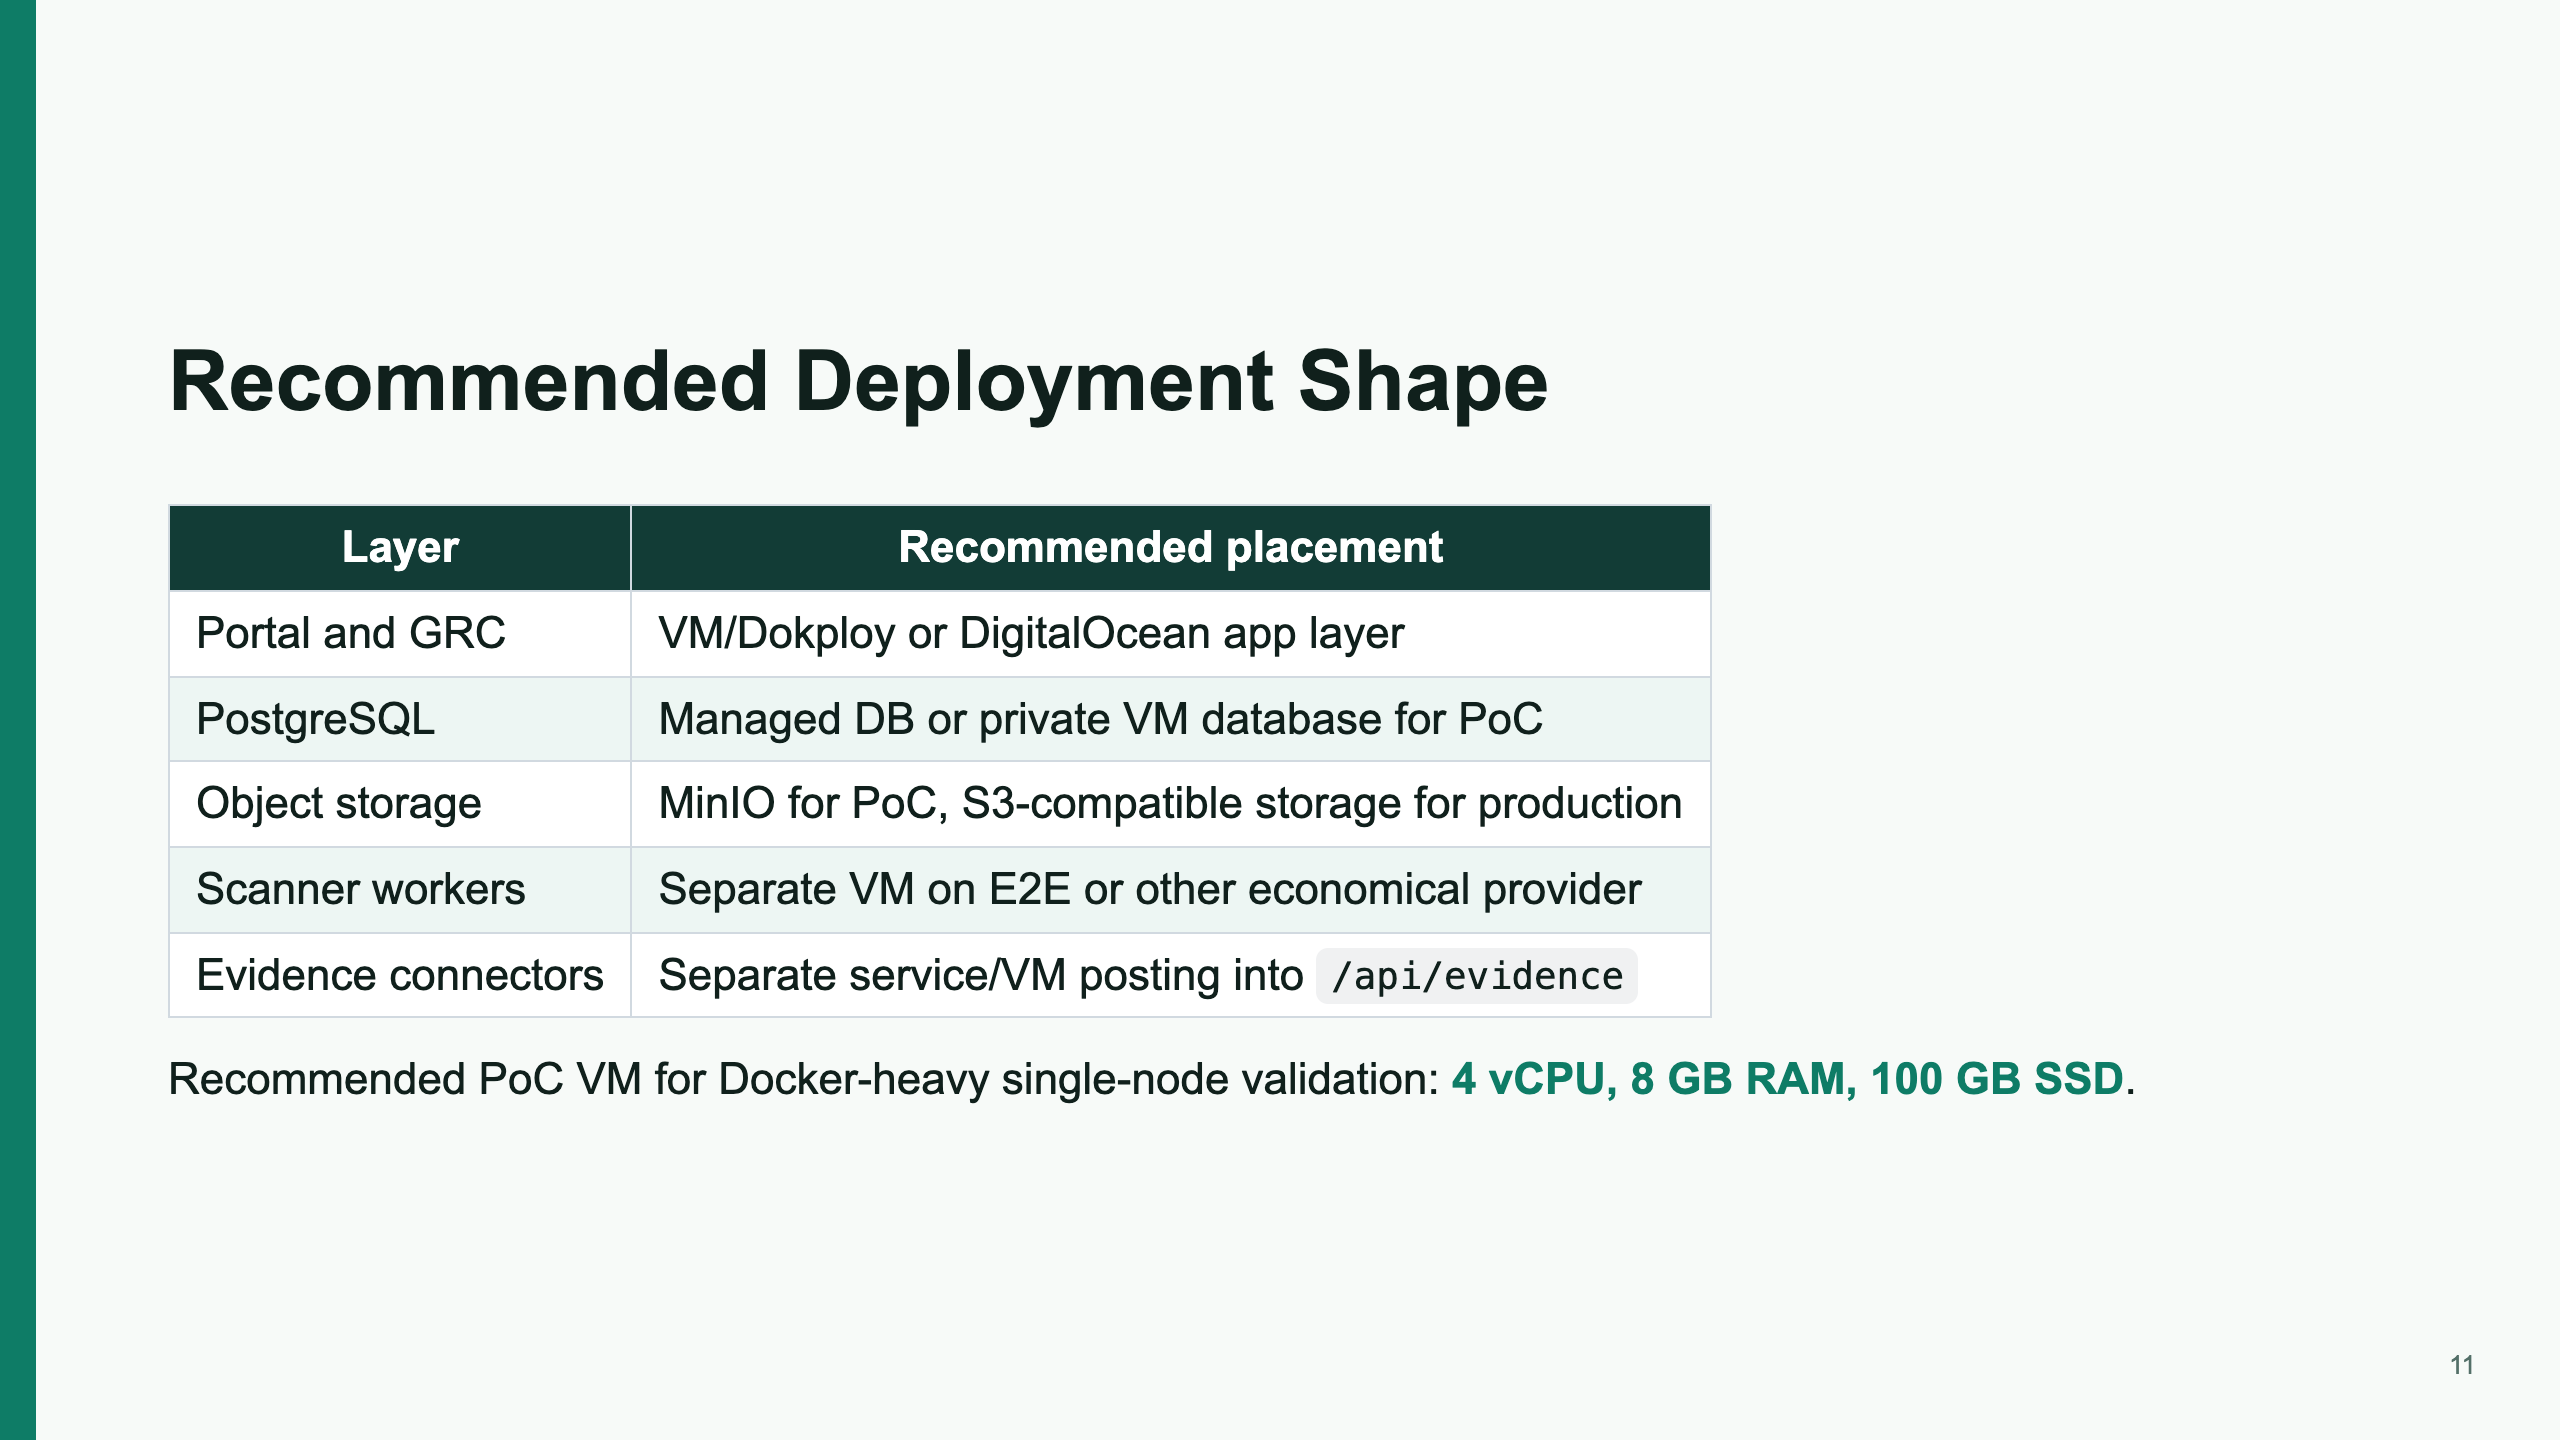 Recommended Deployment Shape
Layer Recommended placement
Portal and GRC VM/Dokploy or DigitalOcean app layer
PostgreSQL Managed DB or private VM database for PoC
Object storage MinIO for PoC, S3-compatible storage for production
Scanner workers Separate VM on E2E or other economical provider
Evidence connectors Separate service/VM posting into /api/evidence
Recommended PoC VM for Docker-heavy single-node validation: 4 vCPU, 8 GB RAM, 100 GB SSD.
11